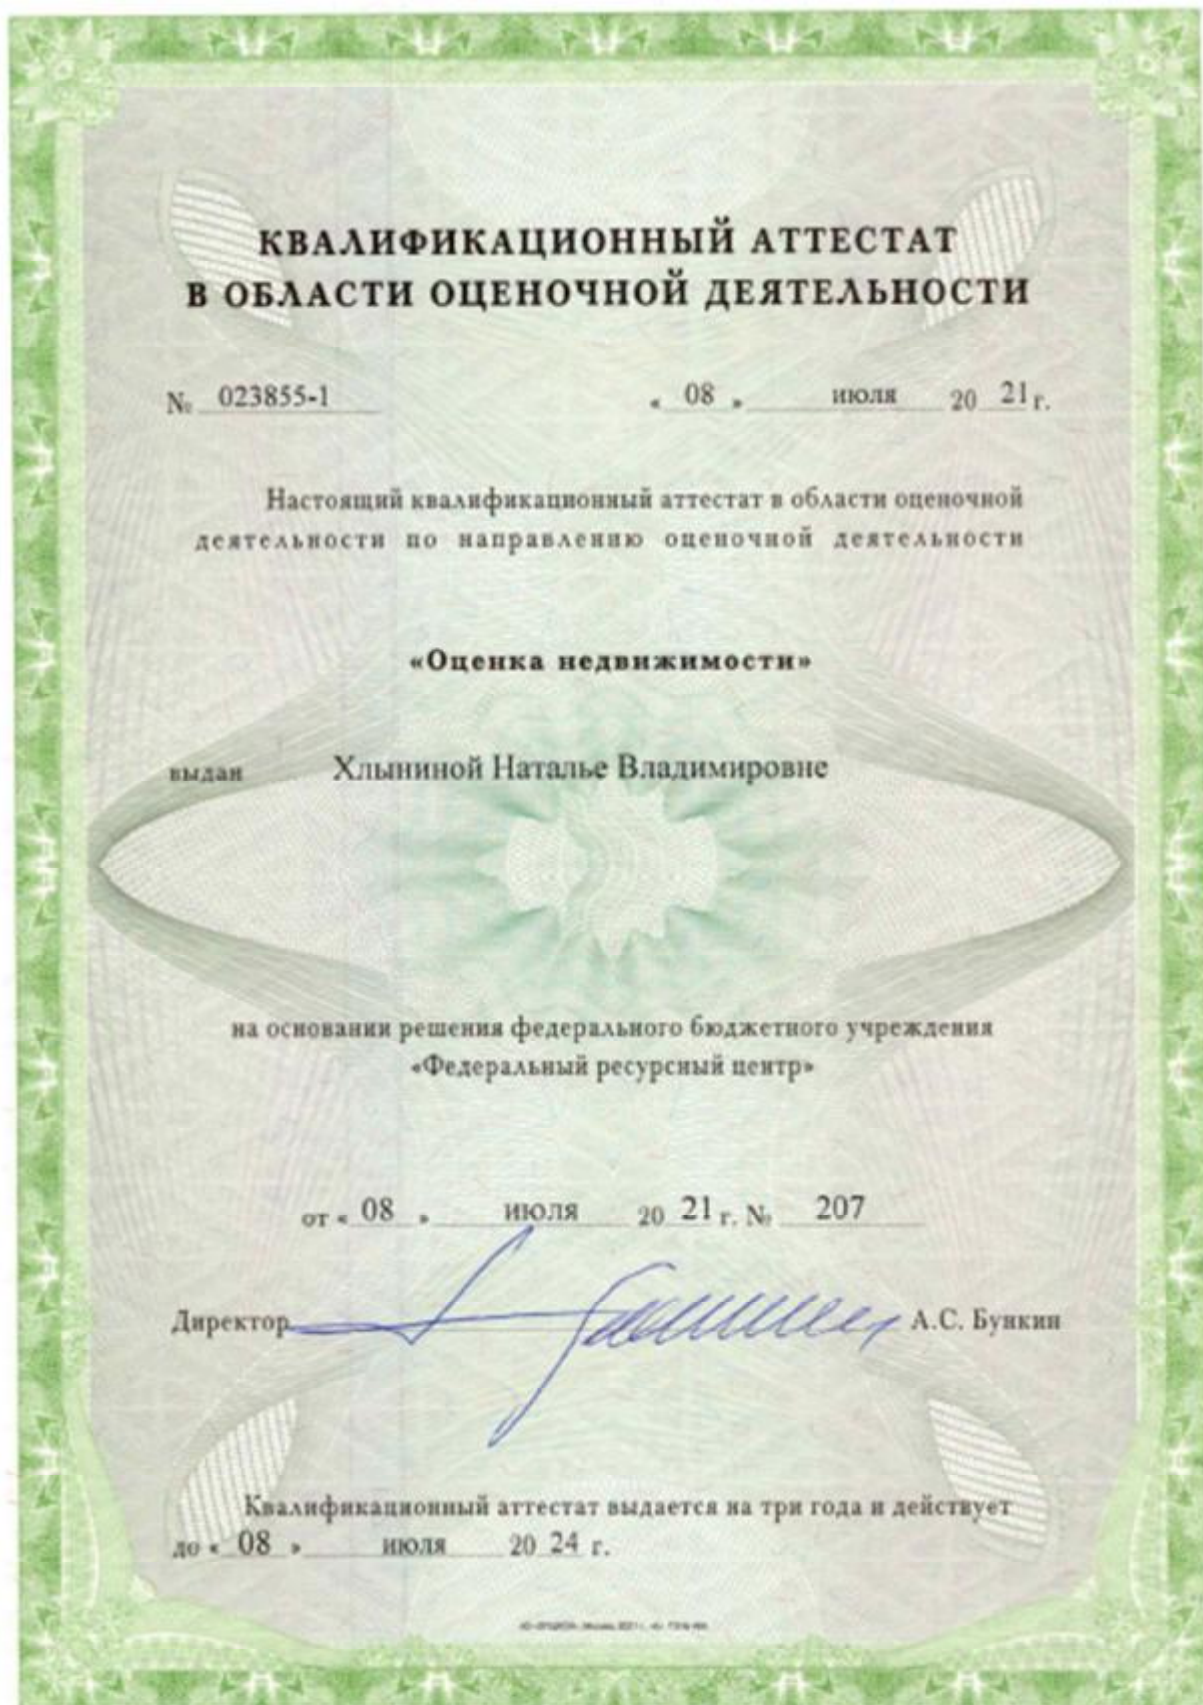 КВАЛИФИКАЦИОННЫЙ АТТЕСТАТ
В ОБЛАСТИ ОЦЕНОЧНОЙ ДЕЯТЕЛЬНОСТИ
№ 023855-1 « 08 » июля 20 21 г.
Настоящий квалификационный аттестат в области оценочной
деятельности по направлению оценочной деятельности
«Оценка недвижимости»
выдан Хлыниной Наталье Владимировне
на основании решения федерального бюджетного учреждения
«Федеральный ресурсный центр»
от « 08 » июля 20 21 г. № 207
Директор А.С. Бункин
Квалификационный аттестат выдается на три года и действует
до « 08 » июля 20 24 г.